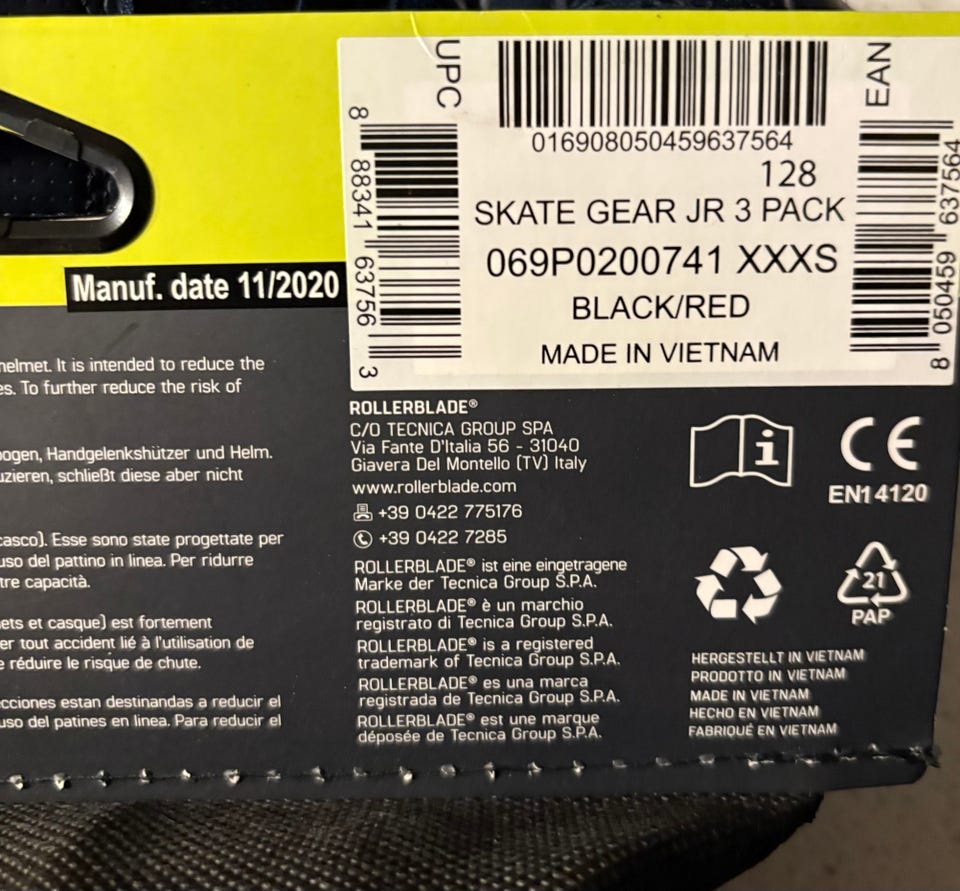 UPC
8 88341 63756 3
016908050459637564
128
SKATE GEAR JR 3 PACK
069P0200741 XXXS
BLACK/RED
MADE IN VIETNAM
EAN
8 050459 637564
Manuf. date 11/2020
helmet. It is intended to reduce the
es. To further reduce the risk of
bogen, Handgelenkshützer und Helm.
uzieren, schließt diese aber nicht
casco). Esse sono state progettate per
uso del pattino in linea. Per ridurre
tre capacità.
ets et casque) est fortement
er tout accident lié à l'utilisation de
e réduire le risque de chute.
cciones estan destinandas a reducir el
uso del patines en linea. Para reducir el
ROLLERBLADE®
C/O TECNICA GROUP SPA
Via Fante D'Italia 56 - 31040
Giavera Del Montello (TV) Italy
www.rollerblade.com
+39 0422 775176
+39 0422 7285
ROLLERBLADE® ist eine eingetragene
Marke der Tecnica Group S.P.A.
ROLLERBLADE® è un marchio
registrato di Tecnica Group S.P.A.
ROLLERBLADE® is a registered
trademark of Tecnica Group S.P.A.
ROLLERBLADE® es una marca
registrada de Tecnica Group S.P.A.
ROLLERBLADE® est une marque
déposée de Tecnica Group S.P.A.
i
CE
EN14120
21
PAP
HERGESTELLT IN VIETNAM
PRODOTTO IN VIETNAM
MADE IN VIETNAM
HECHO EN VIETNAM
FABRIQUÉ EN VIETNAM